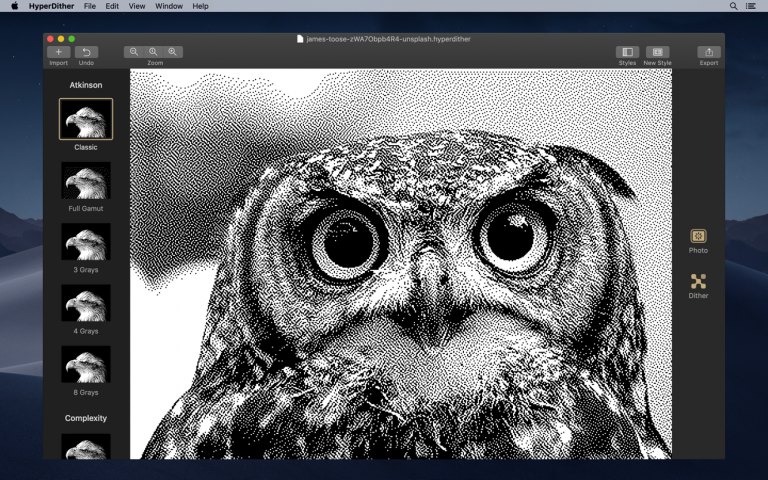 HyperDither File Edit View Window Help
james-toose-zWA7Obpb4R4-unsplash.hyperdither
Import Undo Zoom Styles New Style Export
Atkinson
Classic
Full Gamut
3 Grays
4 Grays
8 Grays
Complexity
Photo
Dither